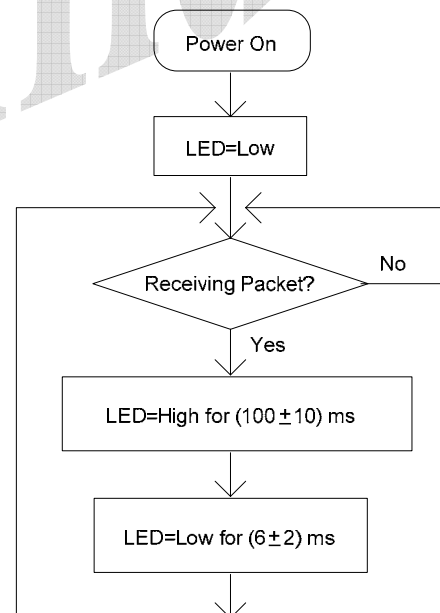 Power On
LED=Low
Receiving Packet?
No
Yes
LED=High for (100±10) ms
LED=Low for (6±2) ms